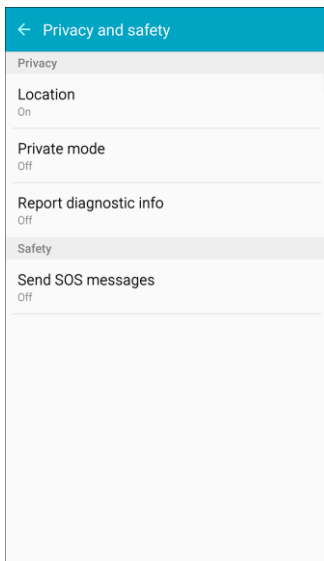 Privacy and safety
Privacy
Location
On
Private mode
Off
Report diagnostic info
Off
Safety
Send SOS messages
Off